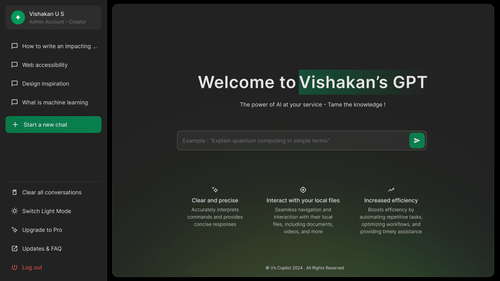 Vishakan U S
Admin Account - Creator
How to write an impacting ...
Web accessibility
Design inspiration
What is machine learning
Start a new chat
Clear all conversations
Switch Light Mode
Upgrade to Pro
Updates & FAQ
Log out
Welcome to Vishakan's GPT
The power of AI at your service - Tame the knowledge !
Example : "Explain quantum computing in simple terms"
Clear and precise
Accurately interprets
commands and provides
concise responses
Interact with your local files
Seamless navigation and
interaction with their local
files, including documents,
videos, and more
Increased efficiency
Boosts efficiency by
automating repetitive tasks,
optimizing workflows, and
providing timely assistance
© V's Copilot 2024 . All Rights Reserved